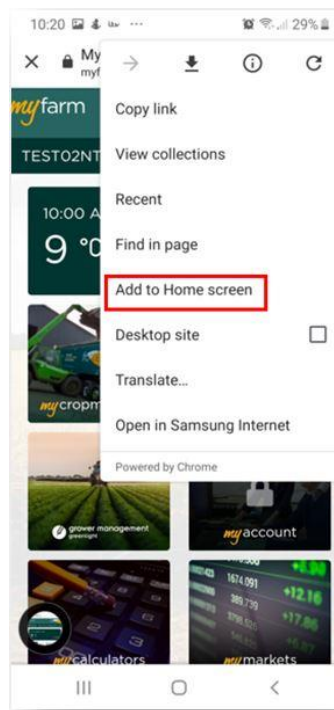 10:20 ... 29%
My
myf
myfarm
TEST02NT
10:00 A
9 °C
Copy link
View collections
Recent
Find in page
Add to Home screen
Desktop site
Translate...
Open in Samsung Internet
Powered by Chrome
mycropm
grower management
greenlight
myaccount
mycalculators
mymarkets
1674.091
+12.16
389.739
+17.86